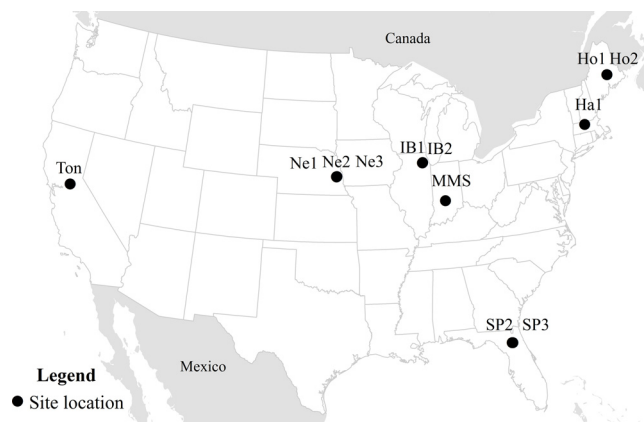 Canada
Ho1 Ho2
Ha1
IB1 IB2
Ton
Ne1 Ne2 Ne3
MMS
SP2 SP3
Mexico
Legend
Site location